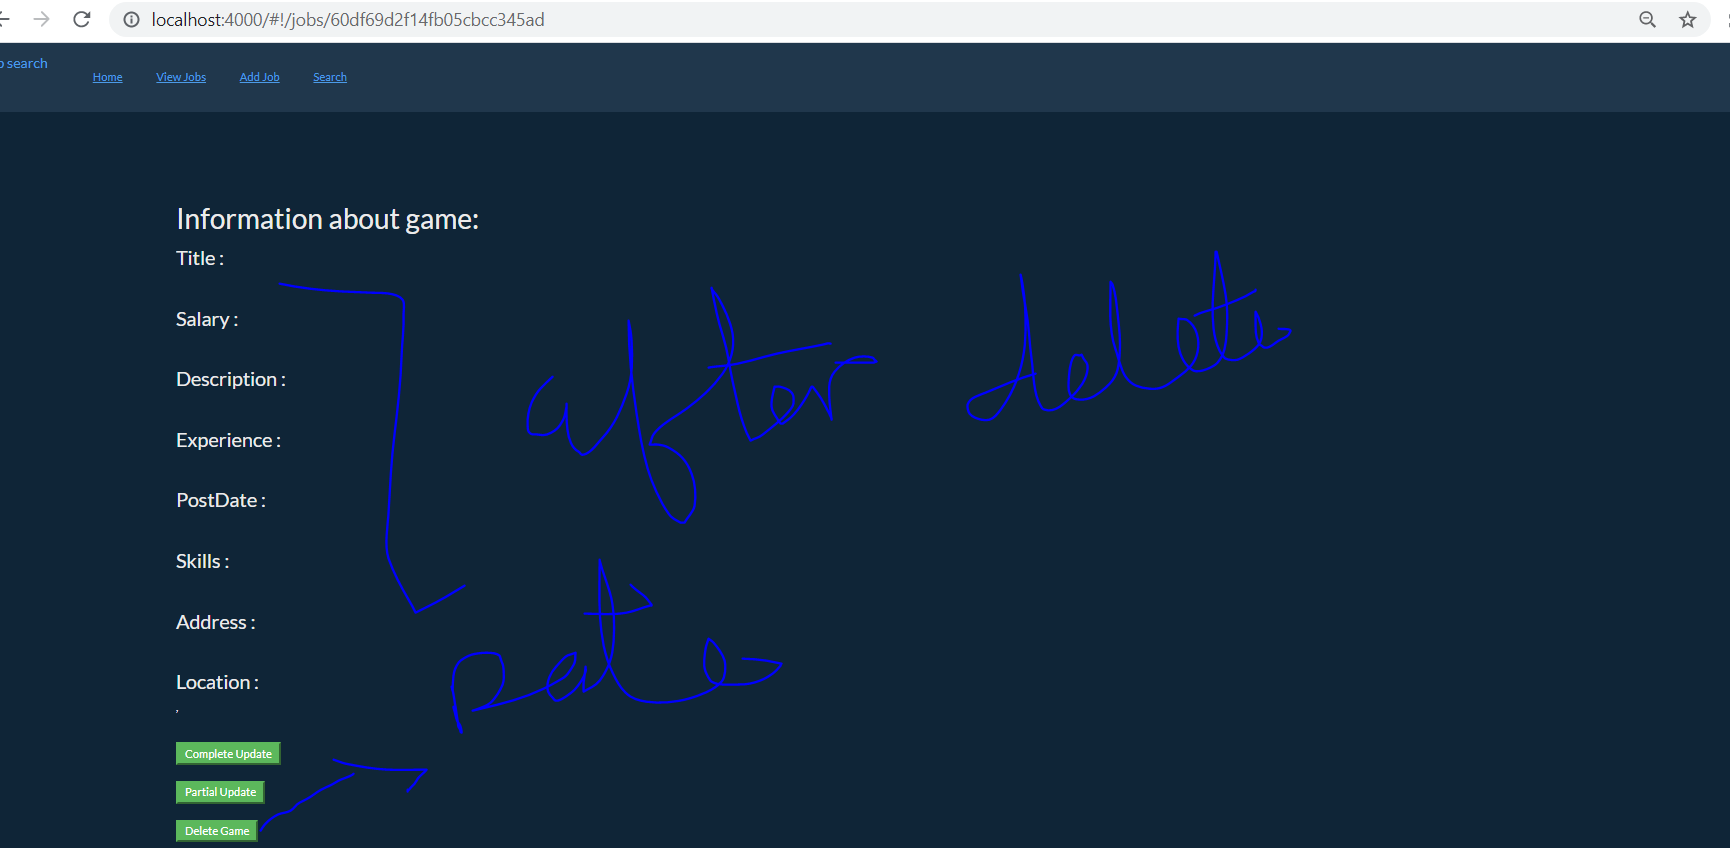 localhost:4000/#!/jobs/60df69d2f14fb05cbcc345ad
search
Home View Jobs Add Job Search
Information about game:
Title :
Salary :
Description :
Experience :
PostDate :
Skills :
Address :
Location :
,
Complete Update
Partial Update
Delete Game
after delete